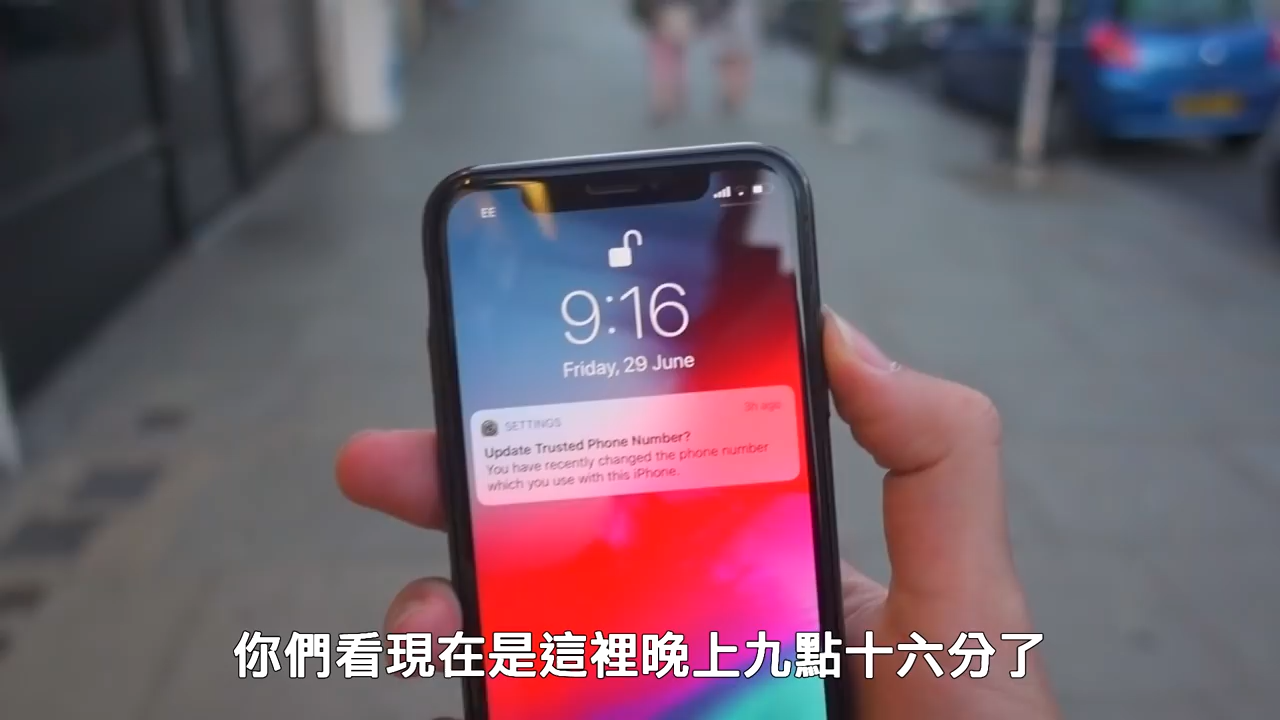 EE
9:16
Friday, 29 June
SETTINGS
3h ago
Update Trusted Phone Number?
You have recently changed the phone number
which you use with this iPhone.
你們看現在是這裡晚上九點十六分了